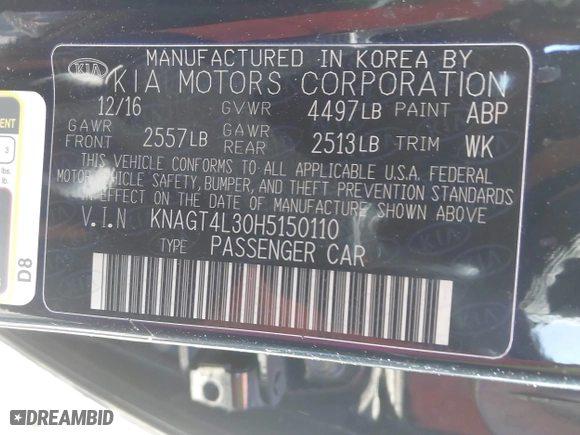 MANUFACTURED IN KOREA BY
KIA KIA MOTORS CORPORATION
12/16 GVWR 4497LB PAINT ABP
GAWR FRONT 2557LB GAWR REAR 2513LB TRIM WK
THIS VEHICLE CONFORMS TO ALL APPLICABLE U.S.A. FEDERAL
MOTOR VEHICLE SAFETY, BUMPER, AND THEFT PREVENTION STANDARDS
IN EFFECT ON THE DATE OF MANUFACTURE SHOWN ABOVE.
V.I.N KNAGT4L30H5150110
TYPE PASSENGER CAR
3
D8
DREAMBID